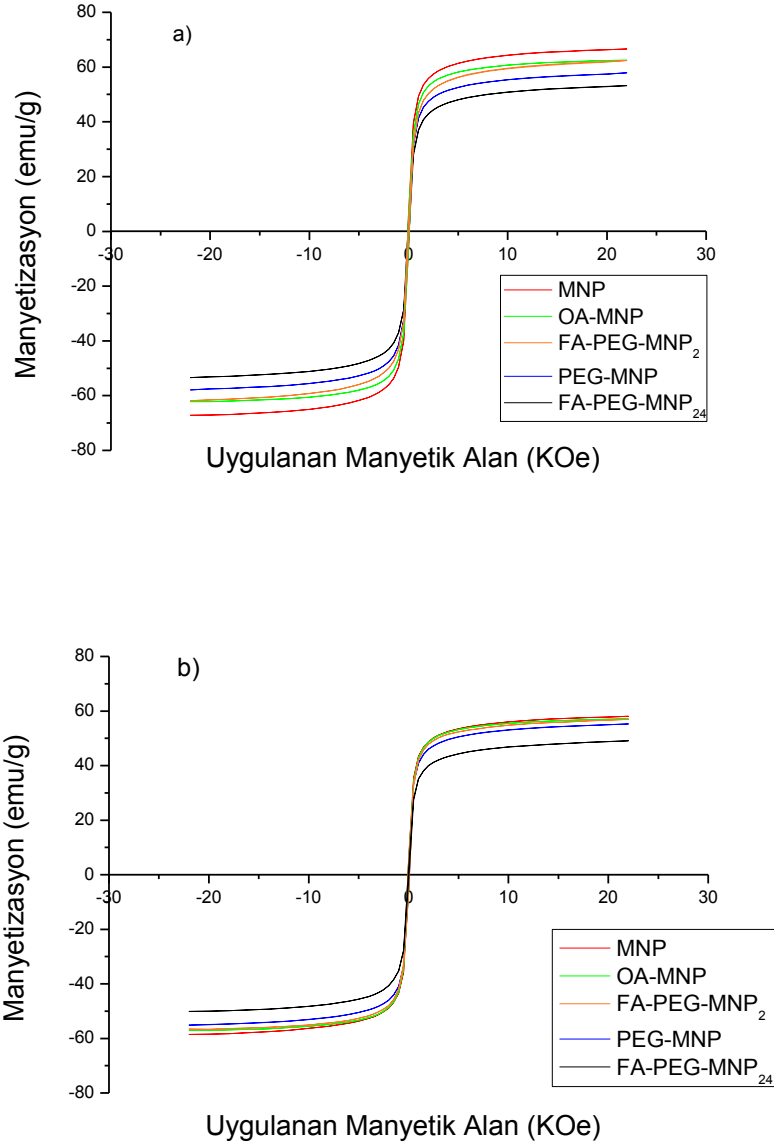 a)
80
60
40
20
0
-20
-40
-60
-80
-30
-20
-10
0
10
20
30
Manyetizasyon (emu/g)
Uygulanan Manyetik Alan (KOe)
MNP
OA-MNP
FA-PEG-MNP2
PEG-MNP
FA-PEG-MNP24
b)
80
60
40
20
0
-20
-40
-60
-80
-30
-20
-10
0
10
20
30
Manyetizasyon (emu/g)
Uygulanan Manyetik Alan (KOe)
MNP
OA-MNP
FA-PEG-MNP2
PEG-MNP
FA-PEG-MNP24